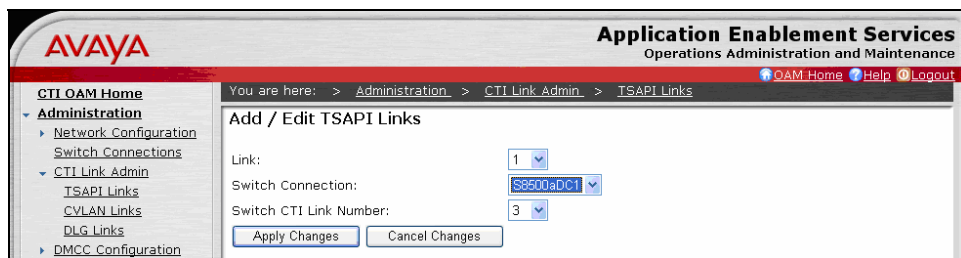 AVAYA
Application Enablement Services
Operations Administration and Maintenance
OAM Home Help Logout
You are here: > Administration > CTI Link Admin > TSAPI Links
CTI OAM Home
Administration
Network Configuration
Switch Connections
CTI Link Admin
TSAPI Links
CVLAN Links
DLG Links
DMCC Configuration
Add / Edit TSAPI Links
Link: 1
Switch Connection: S8500aDC1
Switch CTI Link Number: 3
Apply Changes Cancel Changes